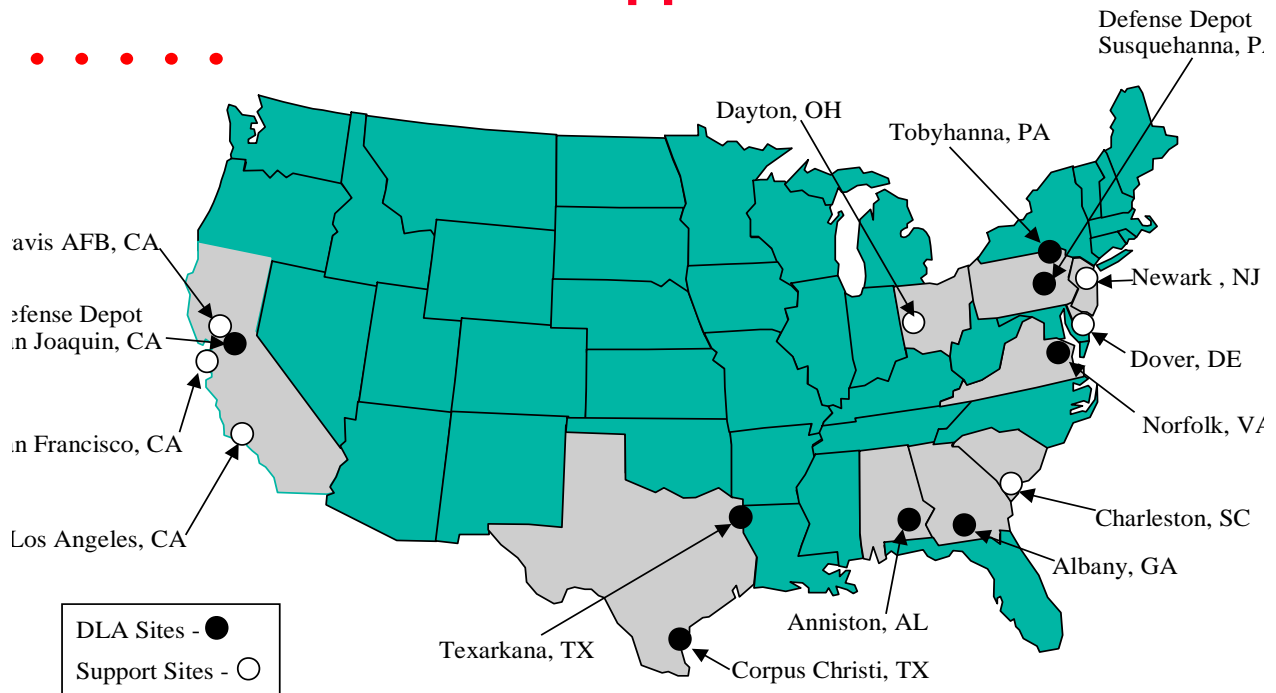 Defense Depot
Susquehanna, PA
Dayton, OH
Tobyhanna, PA
avis AFB, CA
Newark , NJ
efense Depot
n Joaquin, CA
Dover, DE
n Francisco, CA
Norfolk, VA
Charleston, SC
Los Angeles, CA
Albany, GA
Anniston, AL
Texarkana, TX
Corpus Christi, TX
DLA Sites -
Support Sites -